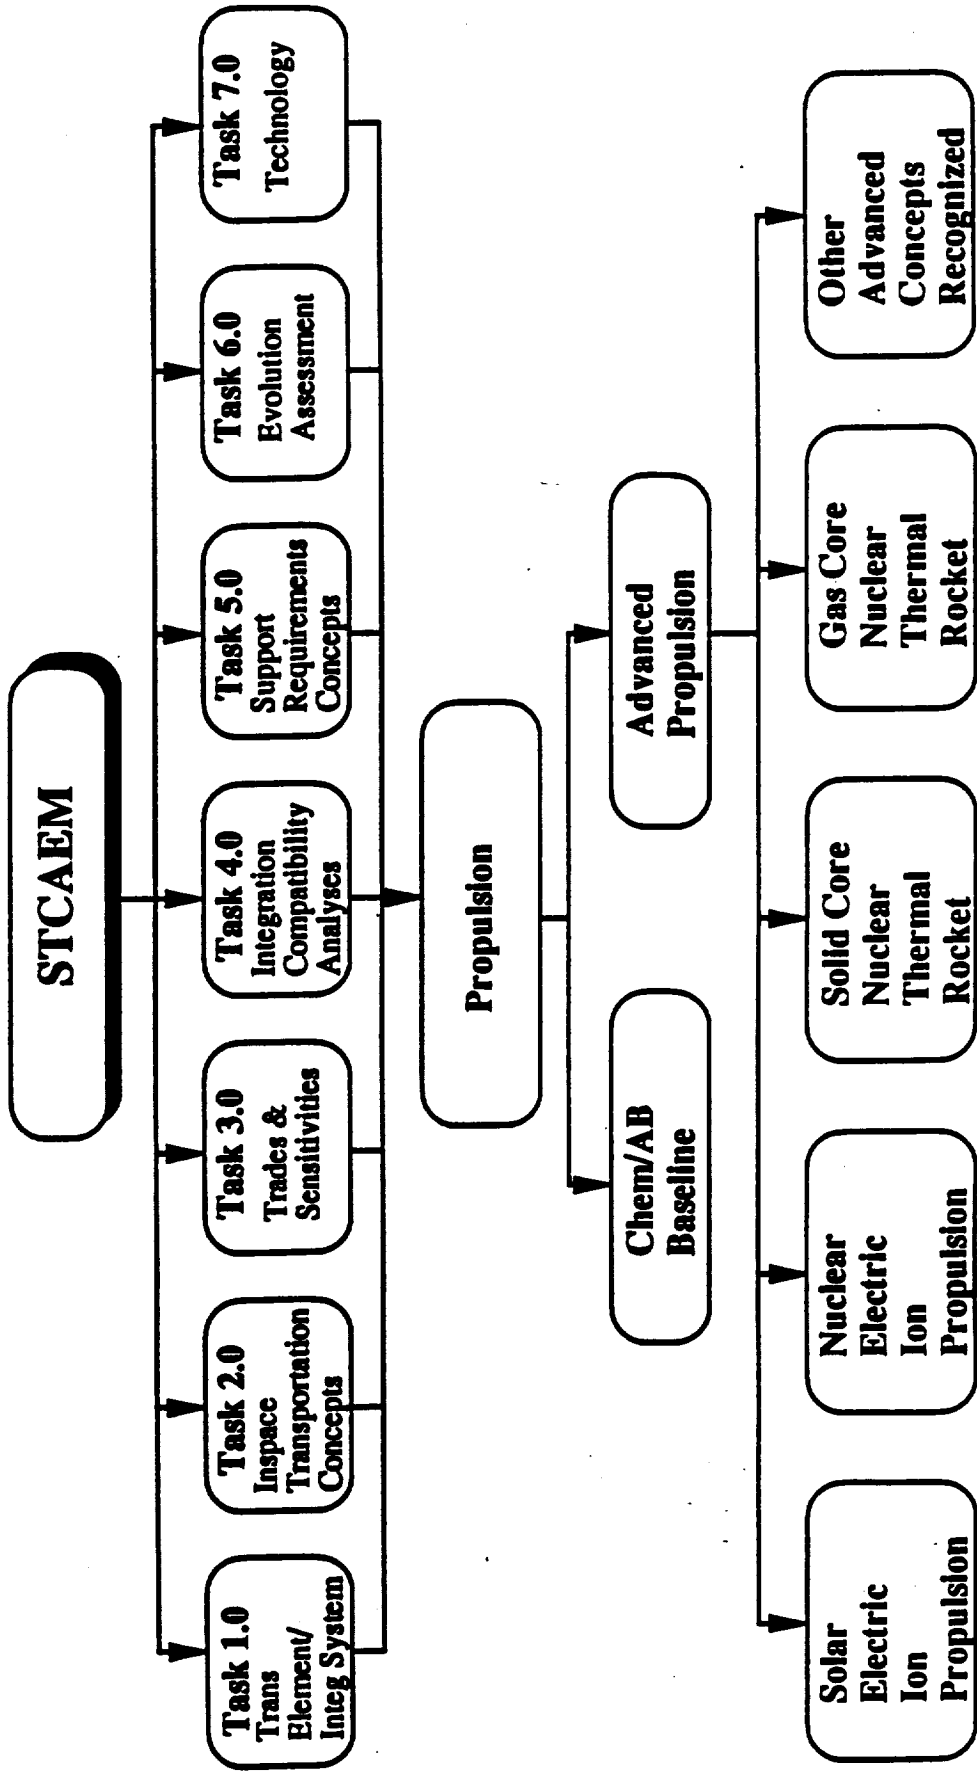 STCAEM
Task 1.0
Trans
Element/
Integ System
Task 2.0
Inspace
Transportation
Concepts
Task 3.0
Trades &
Sensitivities
Task 4.0
Integration
Compatibility
Analyses
Task 5.0
Support
Requirements
Concepts
Task 6.0
Evolution
Assessment
Task 7.0
Technology
Propulsion
Chem/AB
Baseline
Advanced
Propulsion
Solar
Electric
Ion
Propulsion
Nuclear
Electric
Ion
Propulsion
Solid Core
Nuclear
Thermal
Rocket
Gas Core
Nuclear
Thermal
Rocket
Other
Advanced
Concepts
Recognized